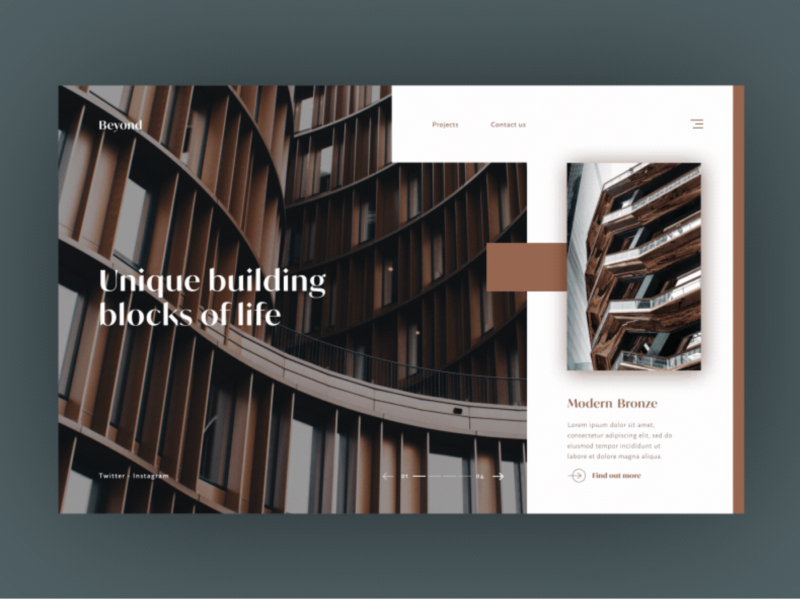 Beyond
Projects
Contact us
Unique building
blocks of life
Modern Bronze
Lorem ipsum dolor sit amet,
consectetur adipiscing elit, sed do
eiusmod tempor incididunt ut
labore et dolore magna aliqua.
Find out more
Twitter - Instagram
01
04